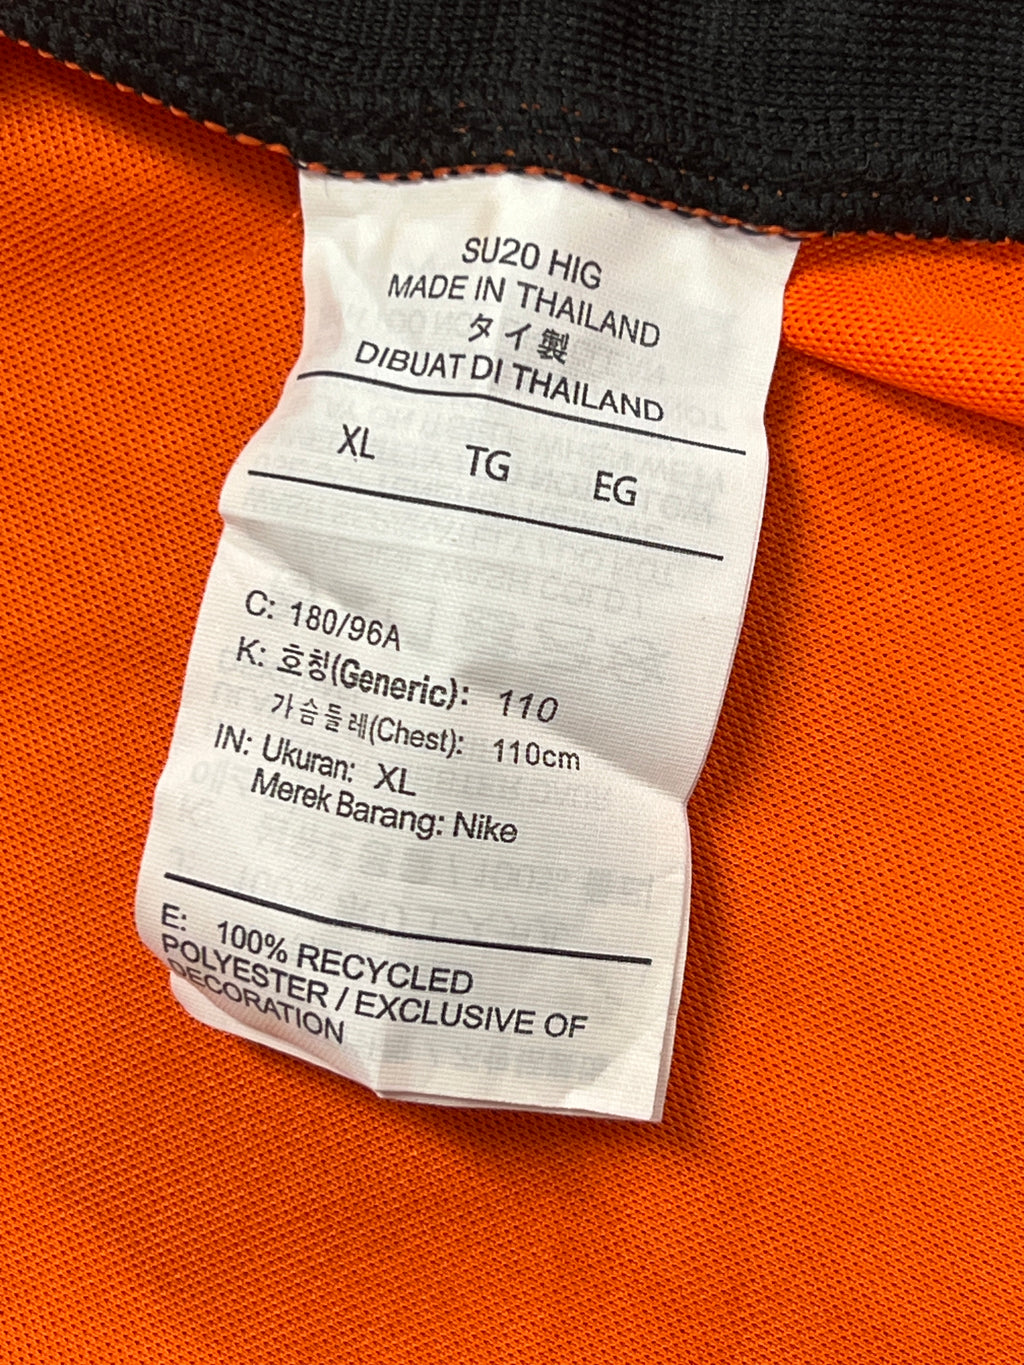 SU20 HIG
MADE IN THAILAND
タイ製
DIBUAT DI THAILAND
XL TG EG
C: 180/96A
K: 호칭(Generic): 110
가슴둘레(Chest): 110cm
IN: Ukuran: XL
Merek Barang: Nike
E: 100% RECYCLED
POLYESTER / EXCLUSIVE OF
DECORATION